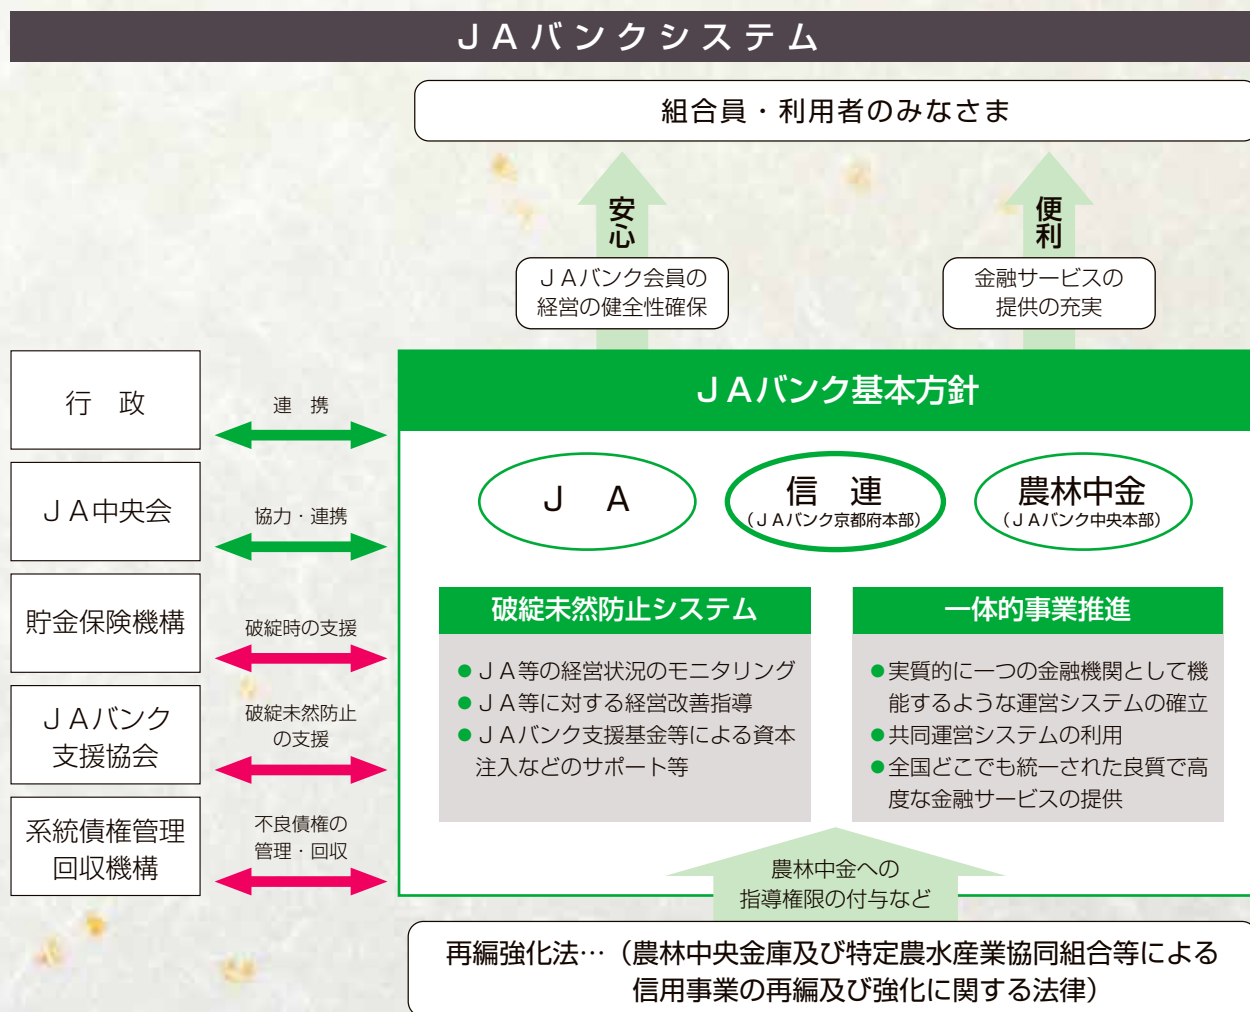 JAバンクシステム
組合員・利用者のみなさま
安心
便利
JAバンク会員の
経営の健全性確保
金融サービスの
提供の充実
行　政
連　携
JA中央会
協力・連携
貯金保険機構
破綻時の支援
JAバンク
支援協会
破綻未然防止
の支援
系統債権管理
回収機構
不良債権の
管理・回収
JAバンク基本方針
J　A
信　連
（JAバンク京都府本部）
農林中金
（JAバンク中央本部）
破綻未然防止システム
●JA等の経営状況のモニタリング
●JA等に対する経営改善指導
●JAバンク支援基金等による資本
注入などのサポート等
一体的事業推進
●実質的に一つの金融機関として機
能するような運営システムの確立
●共同運営システムの利用
●全国どこでも統一された良質で高
度な金融サービスの提供
農林中金への
指導権限の付与など
再編強化法…（農林中央金庫及び特定農水産業協同組合等による
信用事業の再編及び強化に関する法律）